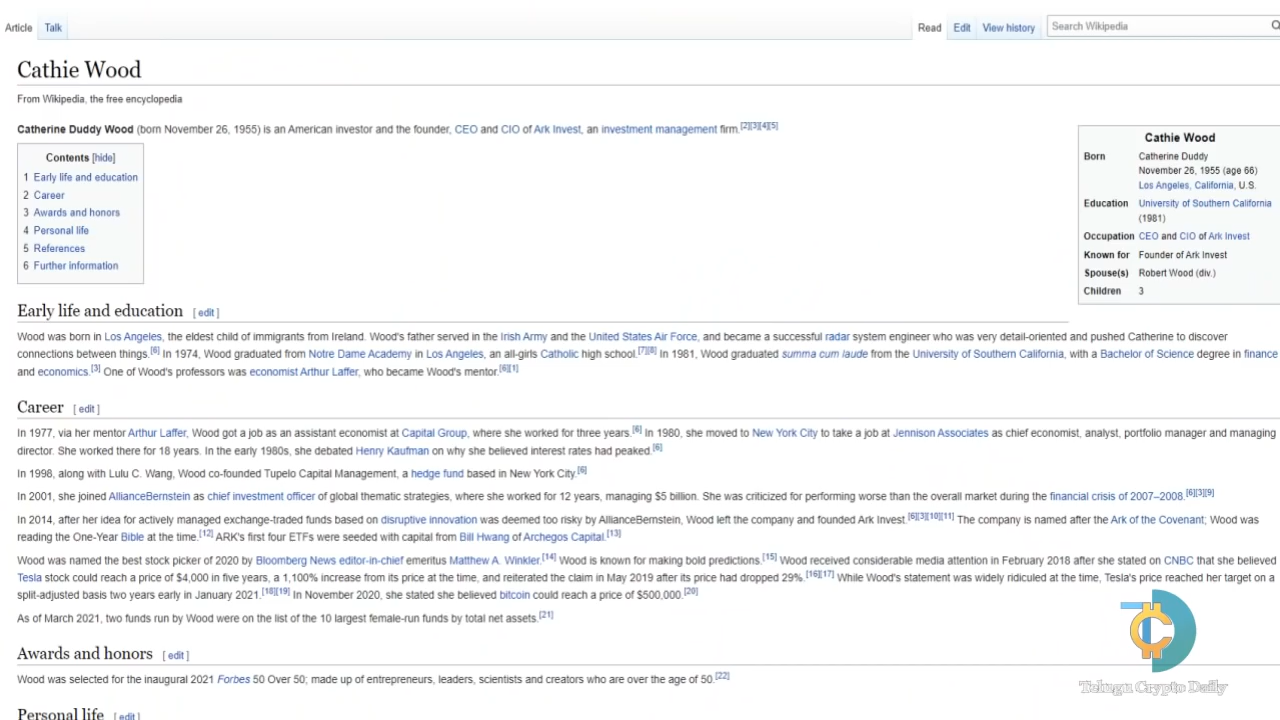 Article Talk Read Edit View history Search Wikipedia
Cathie Wood
From Wikipedia, the free encyclopedia
Catherine Duddy Wood (born November 26, 1955) is an American investor and the founder, CEO and CIO of Ark Invest, an investment management firm.[2][3][4][5]
Contents [hide]
1 Early life and education
2 Career
3 Awards and honors
4 Personal life
5 References
6 Further information
Cathie Wood
Born Catherine Duddy
November 26, 1955 (age 66)
Los Angeles, California, U.S.
Education University of Southern California
(1981)
Occupation CEO and CIO of Ark Invest
Known for Founder of Ark Invest
Spouse(s) Robert Wood (div.)
Children 3
Early life and education [ edit ]
Wood was born in Los Angeles, the eldest child of immigrants from Ireland. Wood's father served in the Irish Army and the United States Air Force, and became a successful radar system engineer who was very detail-oriented and pushed Catherine to discover
connections between things.[6] In 1974, Wood graduated from Notre Dame Academy in Los Angeles, an all-girls Catholic high school.[7][8] In 1981, Wood graduated summa cum laude from the University of Southern California, with a Bachelor of Science degree in finance
and economics.[3] One of Wood's professors was economist Arthur Laffer, who became Wood's mentor.[6][1]
Career [ edit ]
In 1977, via her mentor Arthur Laffer, Wood got a job as an assistant economist at Capital Group, where she worked for three years.[6] In 1980, she moved to New York City to take a job at Jennison Associates as chief economist, analyst, portfolio manager and managing
director. She worked there for 18 years. In the early 1980s, she debated Henry Kaufman on why she believed interest rates had peaked.[6]
In 1998, along with Lulu C. Wang, Wood co-founded Tupelo Capital Management, a hedge fund based in New York City.[6]
In 2001, she joined AllianceBernstein as chief investment officer of global thematic strategies, where she worked for 12 years, managing $5 billion. She was criticized for performing worse than the overall market during the financial crisis of 2007–2008.[6][3][9]
In 2014, after her idea for actively managed exchange-traded funds based on disruptive innovation was deemed too risky by AllianceBernstein, Wood left the company and founded Ark Invest.[6][3][10][11] The company is named after the Ark of the Covenant; Wood was
reading the One-Year Bible at the time.[12] ARK's first four ETFs were seeded with capital from Bill Hwang of Archegos Capital.[13]
Wood was named the best stock picker of 2020 by Bloomberg News editor-in-chief emeritus Matthew A. Winkler.[14] Wood is known for making bold predictions.[15] Wood received considerable media attention in February 2018 after she stated on CNBC that she believed
Tesla stock could reach a price of $4,000 in five years, a 1,100% increase from its price at the time, and reiterated the claim in May 2019 after its price had dropped 29%.[16][17] While Wood's statement was widely ridiculed at the time, Tesla's price reached her target on a
split-adjusted basis two years early in January 2021.[18][19] In November 2020, she stated she believed bitcoin could reach a price of $500,000.[20]
As of March 2021, two funds run by Wood were on the list of the 10 largest female-run funds by total net assets.[21]
Awards and honors [ edit ]
Wood was selected for the inaugural 2021 Forbes 50 Over 50; made up of entrepreneurs, leaders, scientists and creators who are over the age of 50.[22]
Telugu Crypto Daily
Personal life [ edit ]